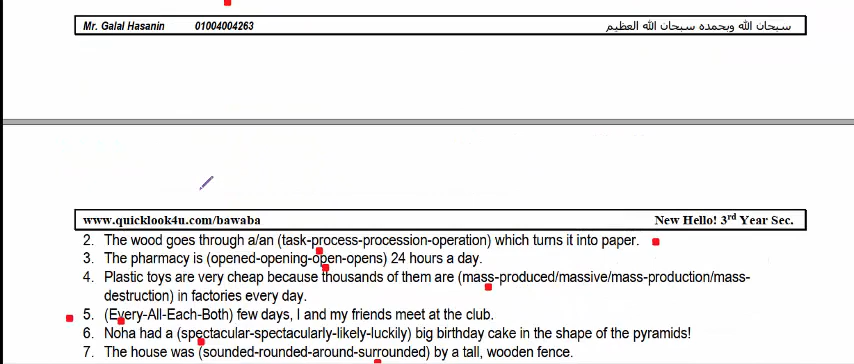 Mr. Galal Hasanin 01004004263 سبحان الله وبحمده سبحان الله العظيم
www.quicklook4u.com/bawaba New Hello! 3rd Year Sec.
2. The wood goes through a/an (task-process-procession-operation) which turns it into paper.
3. The pharmacy is (opened-opening-open-opens) 24 hours a day.
4. Plastic toys are very cheap because thousands of them are (mass-produced/massive/mass-production/mass-
destruction) in factories every day.
5. (Every-All-Each-Both) few days, I and my friends meet at the club.
6. Noha had a (spectacular-spectacularly-likely-luckily) big birthday cake in the shape of the pyramids!
7. The house was (sounded-rounded-around-surrounded) by a tall, wooden fence.